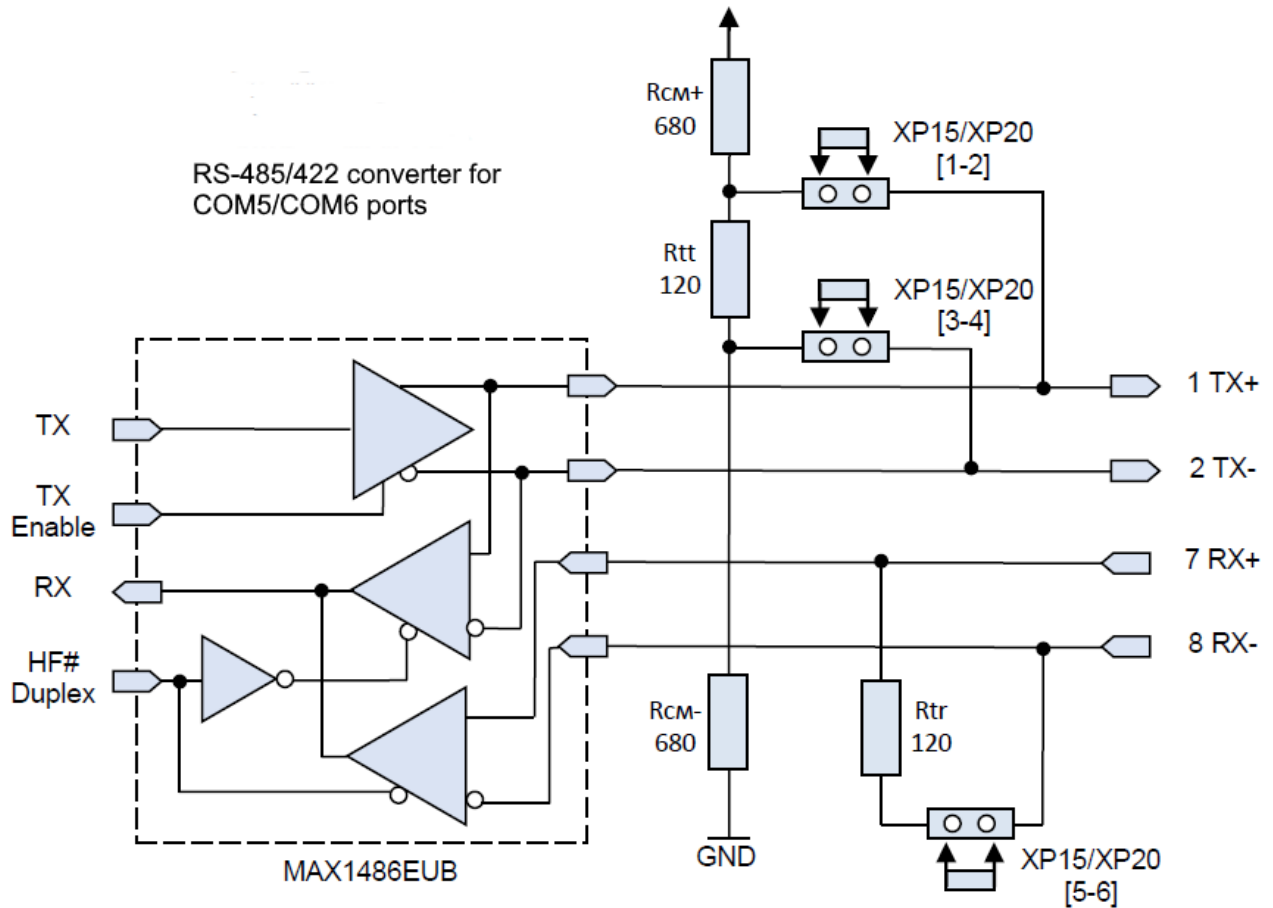 RS-485/422 converter for
COM5/COM6 ports
Rсм+
680
XP15/XP20
[1-2]
Rtt
120
XP15/XP20
[3-4]
TX
TX
Enable
RX
HF#
Duplex
1 TX+
2 TX-
7 RX+
8 RX-
Rсм-
680
Rtr
120
GND
XP15/XP20
[5-6]
MAX1486EUB